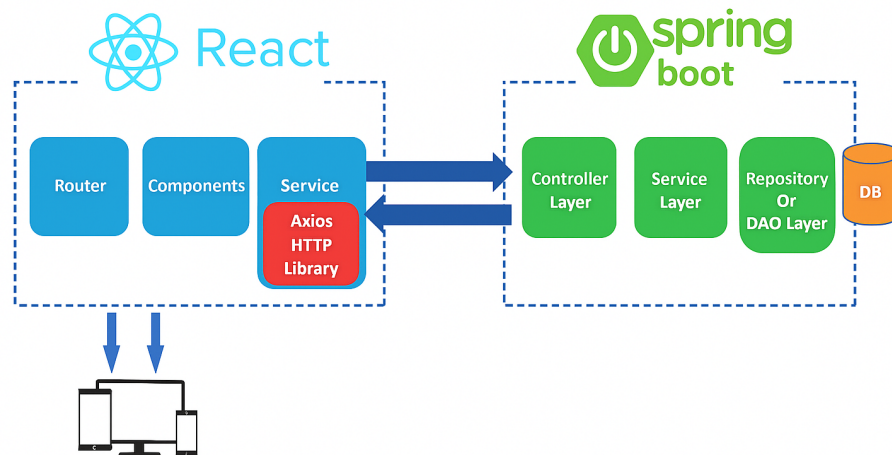 React
spring
boot
Router
Components
Service
Axios
HTTP
Library
Controller
Layer
Service
Layer
Repository
Or
DAO Layer
DB